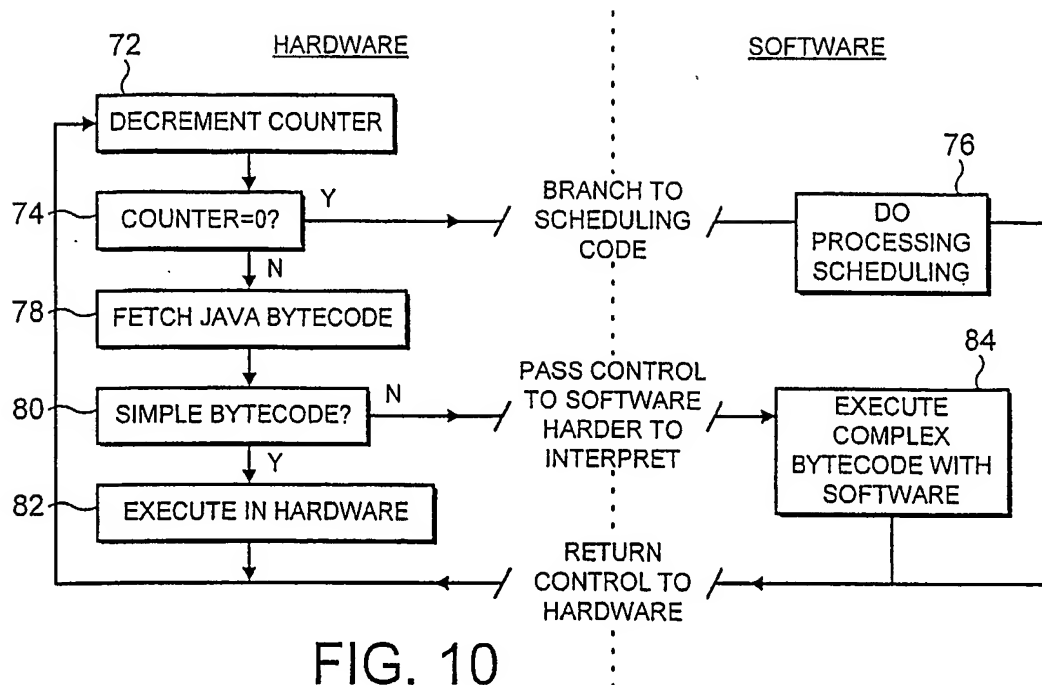 HARDWARE
SOFTWARE
72
DECREMENT COUNTER
74
COUNTER=0?
Y
BRANCH TO
SCHEDULING
CODE
76
DO
PROCESSING
SCHEDULING
N
78
FETCH JAVA BYTECODE
80
SIMPLE BYTECODE?
N
PASS CONTROL
TO SOFTWARE
HARDER TO
INTERPRET
84
EXECUTE
COMPLEX
BYTECODE WITH
SOFTWARE
Y
82
EXECUTE IN HARDWARE
RETURN
CONTROL TO
HARDWARE
FIG. 10